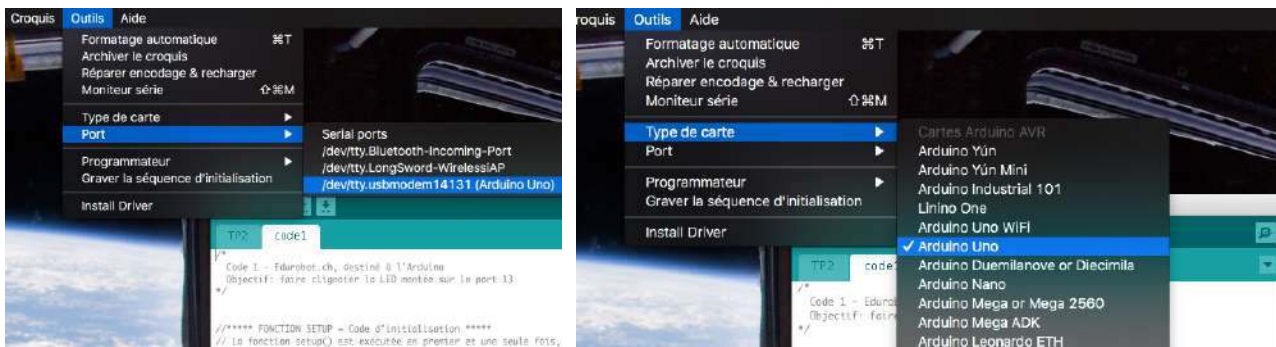 Croquis Outils Aide
Formatage automatique ⌘T
Archiver le croquis
Réparer encodage & recharger
Moniteur série ⇧⌘M
Type de carte
Port
Programmateur
Graver la séquence d'initialisation
Install Driver
Serial ports
/dev/tty.Bluetooth-Incoming-Port
/dev/tty.LongSword-WirelessiAP
/dev/tty.usbmodem14131 (Arduino Uno)
TP2 code1
/*
Code 1 - Edurobot.ch, destiné à l'Arduino
Objectif: faire clignoter la LED montée sur le port 13
*/
//***** FONCTION SETUP = Code d'initialisation *****
// La fonction setup() est exécutée en premier et une seule fois,
roquis Outils Aide
Formatage automatique ⌘T
Archiver le croquis
Réparer encodage & recharger
Moniteur série ⇧⌘M
Type de carte
Port
Programmateur
Graver la séquence d'initialisation
Install Driver
Cartes Arduino AVR
Arduino Yún
Arduino Yún Mini
Arduino Industrial 101
Linino One
Arduino Uno WiFi
✓ Arduino Uno
Arduino Duemilanove or Diecimila
Arduino Nano
Arduino Mega or Mega 2560
Arduino Mega ADK
Arduino Leonardo ETH
TP2 code
/*
Code 1 - Edurob
Objectif: faire
*/